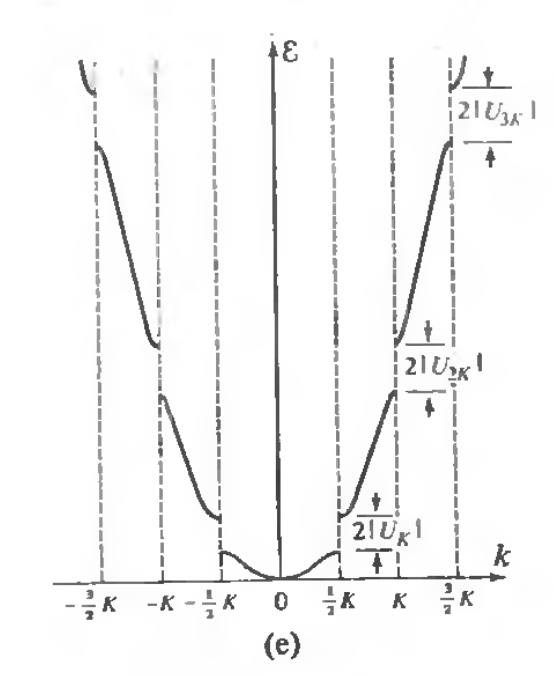 ε
2|U₃ₖ|
2|U₂ₖ|
2|Uₖ|
k
-3/2 K -K -1/2 K 0 1/2 K K 3/2 K
(e)